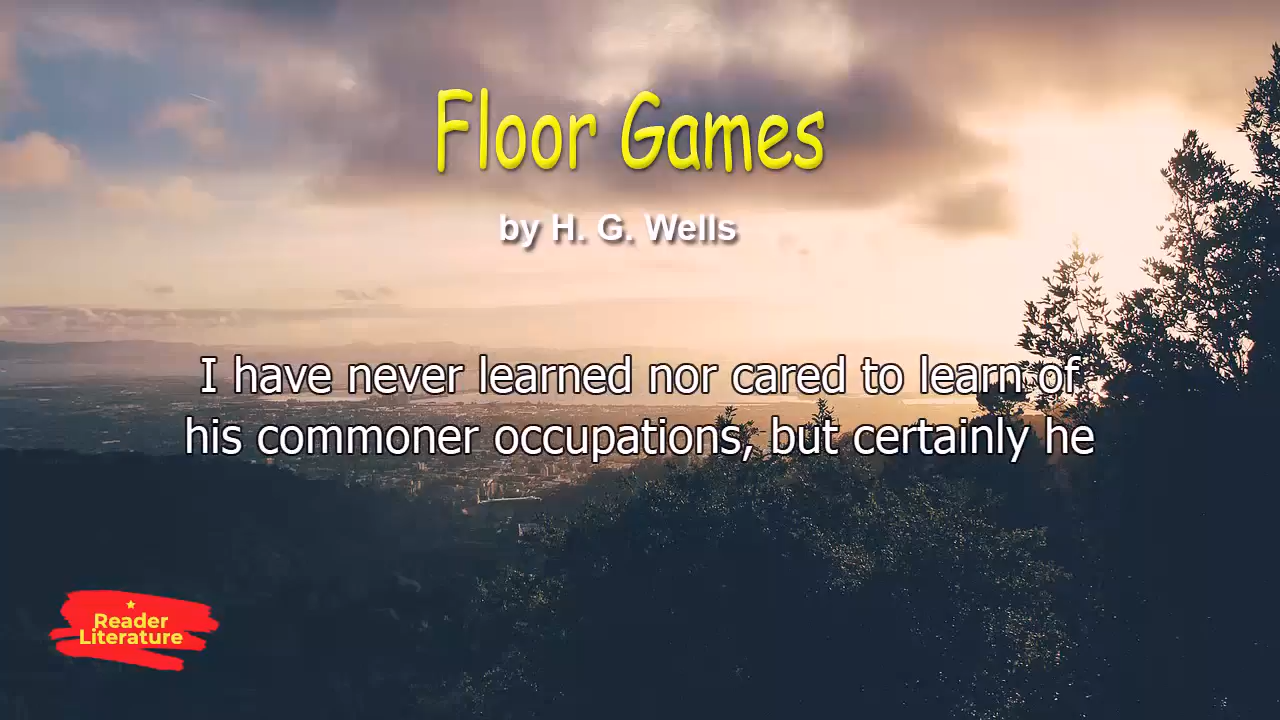 Floor Games
by H. G. Wells
I have never learned nor cared to learn of
his commoner occupations, but certainly he
Reader
Literature